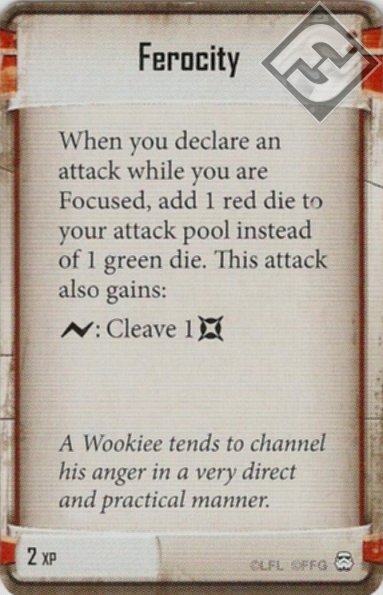 Ferocity
When you declare an
attack while you are
Focused, add 1 red die to
your attack pool instead
of 1 green die. This attack
also gains:
: Cleave 1
A Wookiee tends to channel
his anger in a very direct
and practical manner.
2 XP
©LFL ©FFG